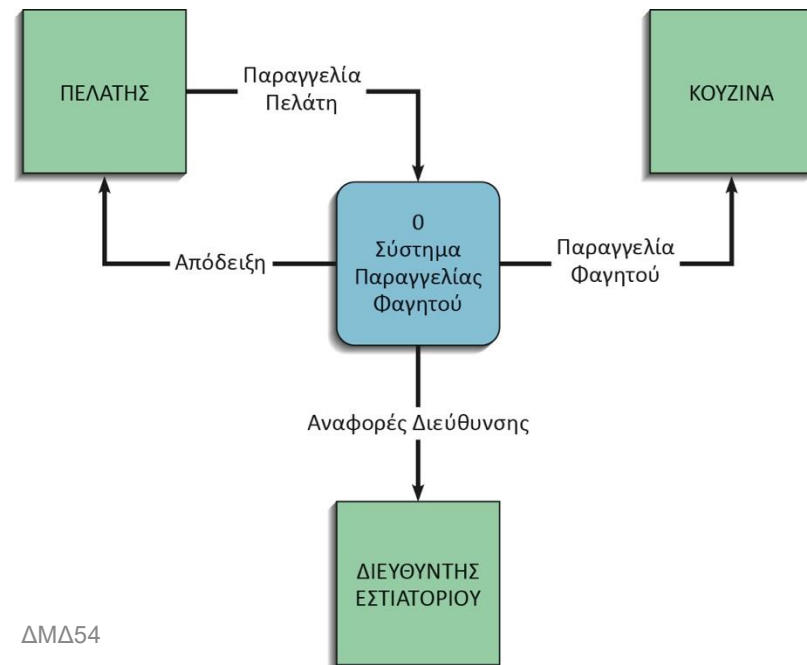 ΠΕΛΑΤΗΣ
Παραγγελία
Πελάτη
ΚΟΥΖΙΝΑ
0
Σύστημα
Παραγγελίας
Φαγητού
Απόδειξη
Παραγγελία
Φαγητού
Αναφορές Διεύθυνσης
ΔΙΕΥΘΥΝΤΗΣ
ΕΣΤΙΑΤΟΡΙΟΥ
ΔΜΔ54